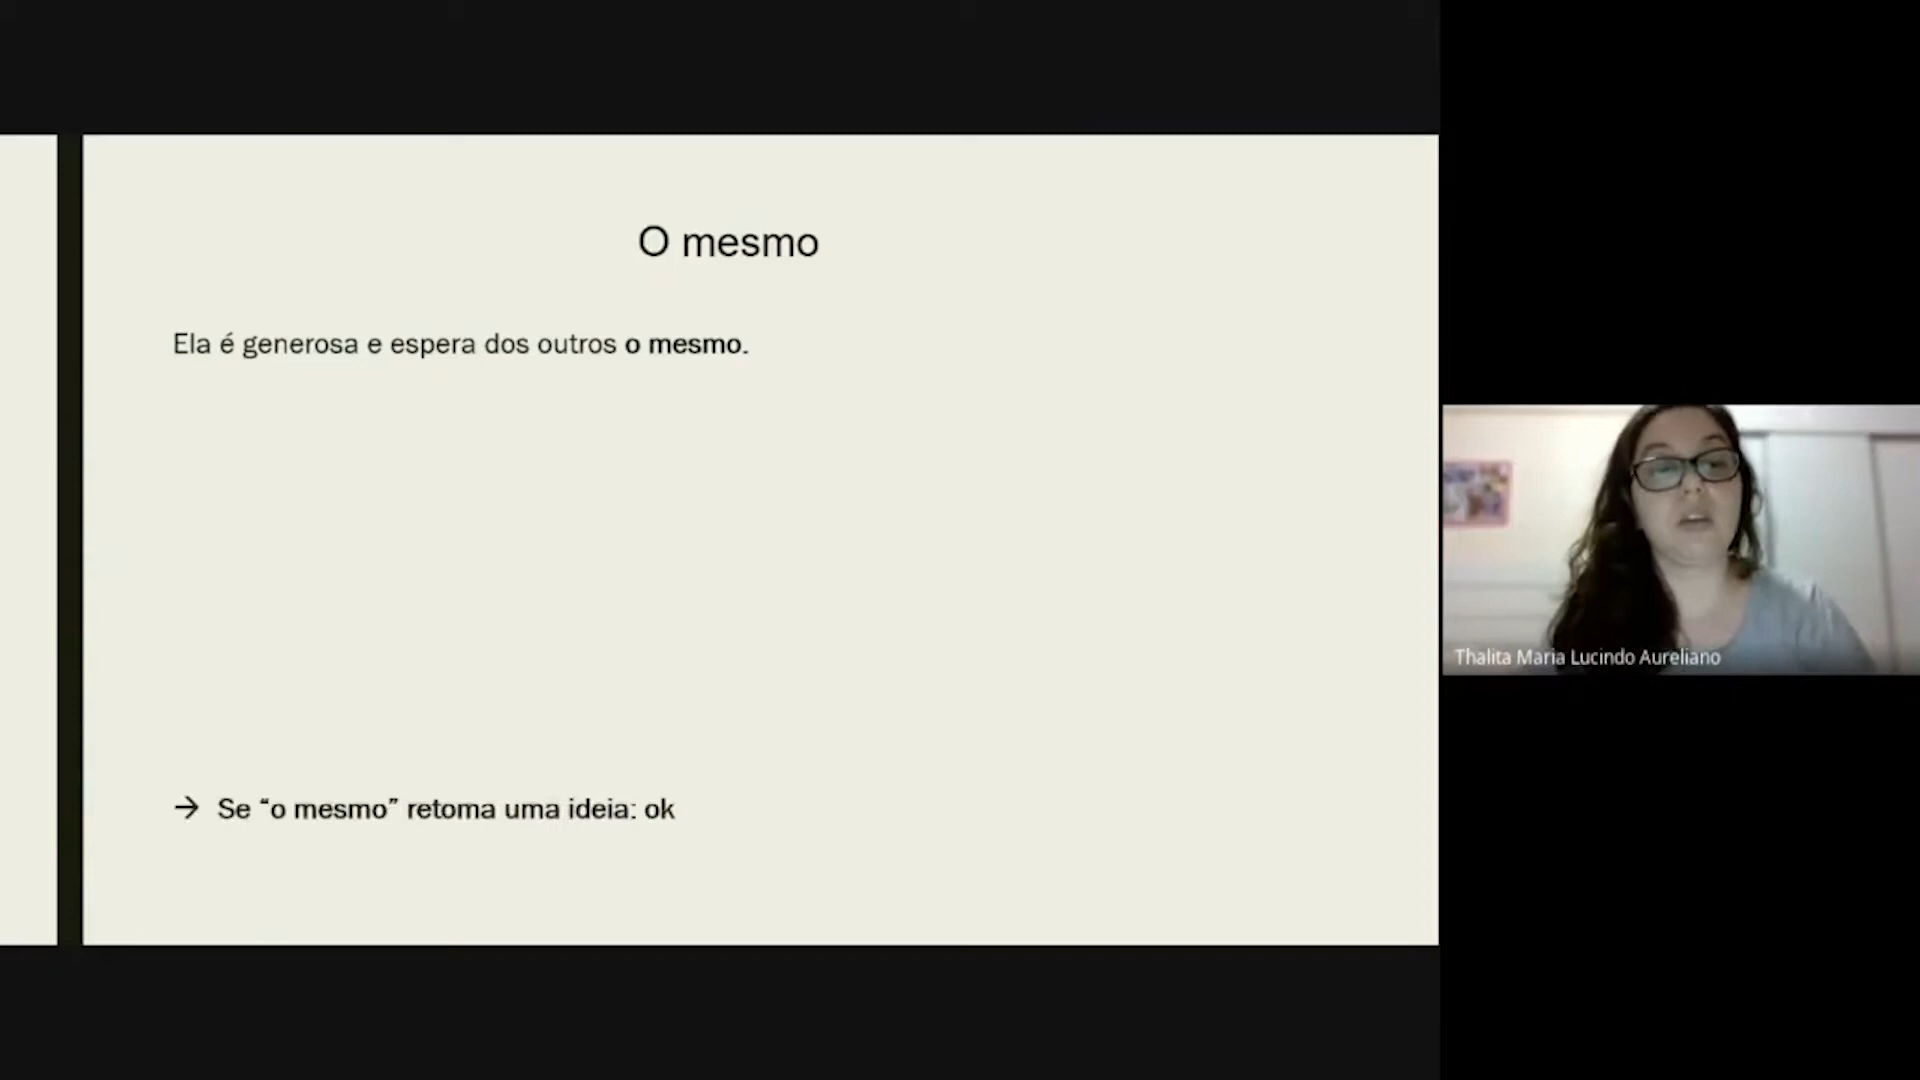 O mesmo
Ela é generosa e espera dos outros o mesmo.
→ Se “o mesmo” retoma uma ideia: ok
Thalita Maria Lucindo Aureliano